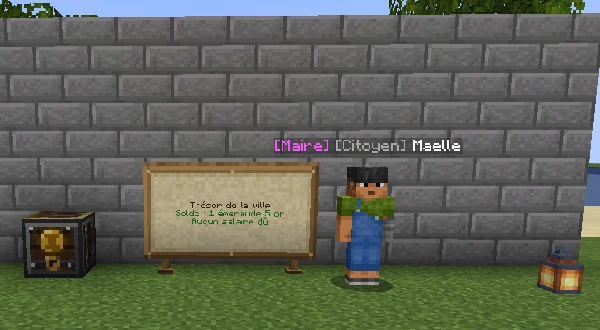 [Maire] [Citoyen] Maelle
Trésor de la ville
Solde : 1 émeraude 5 or
Aucun salaire dû